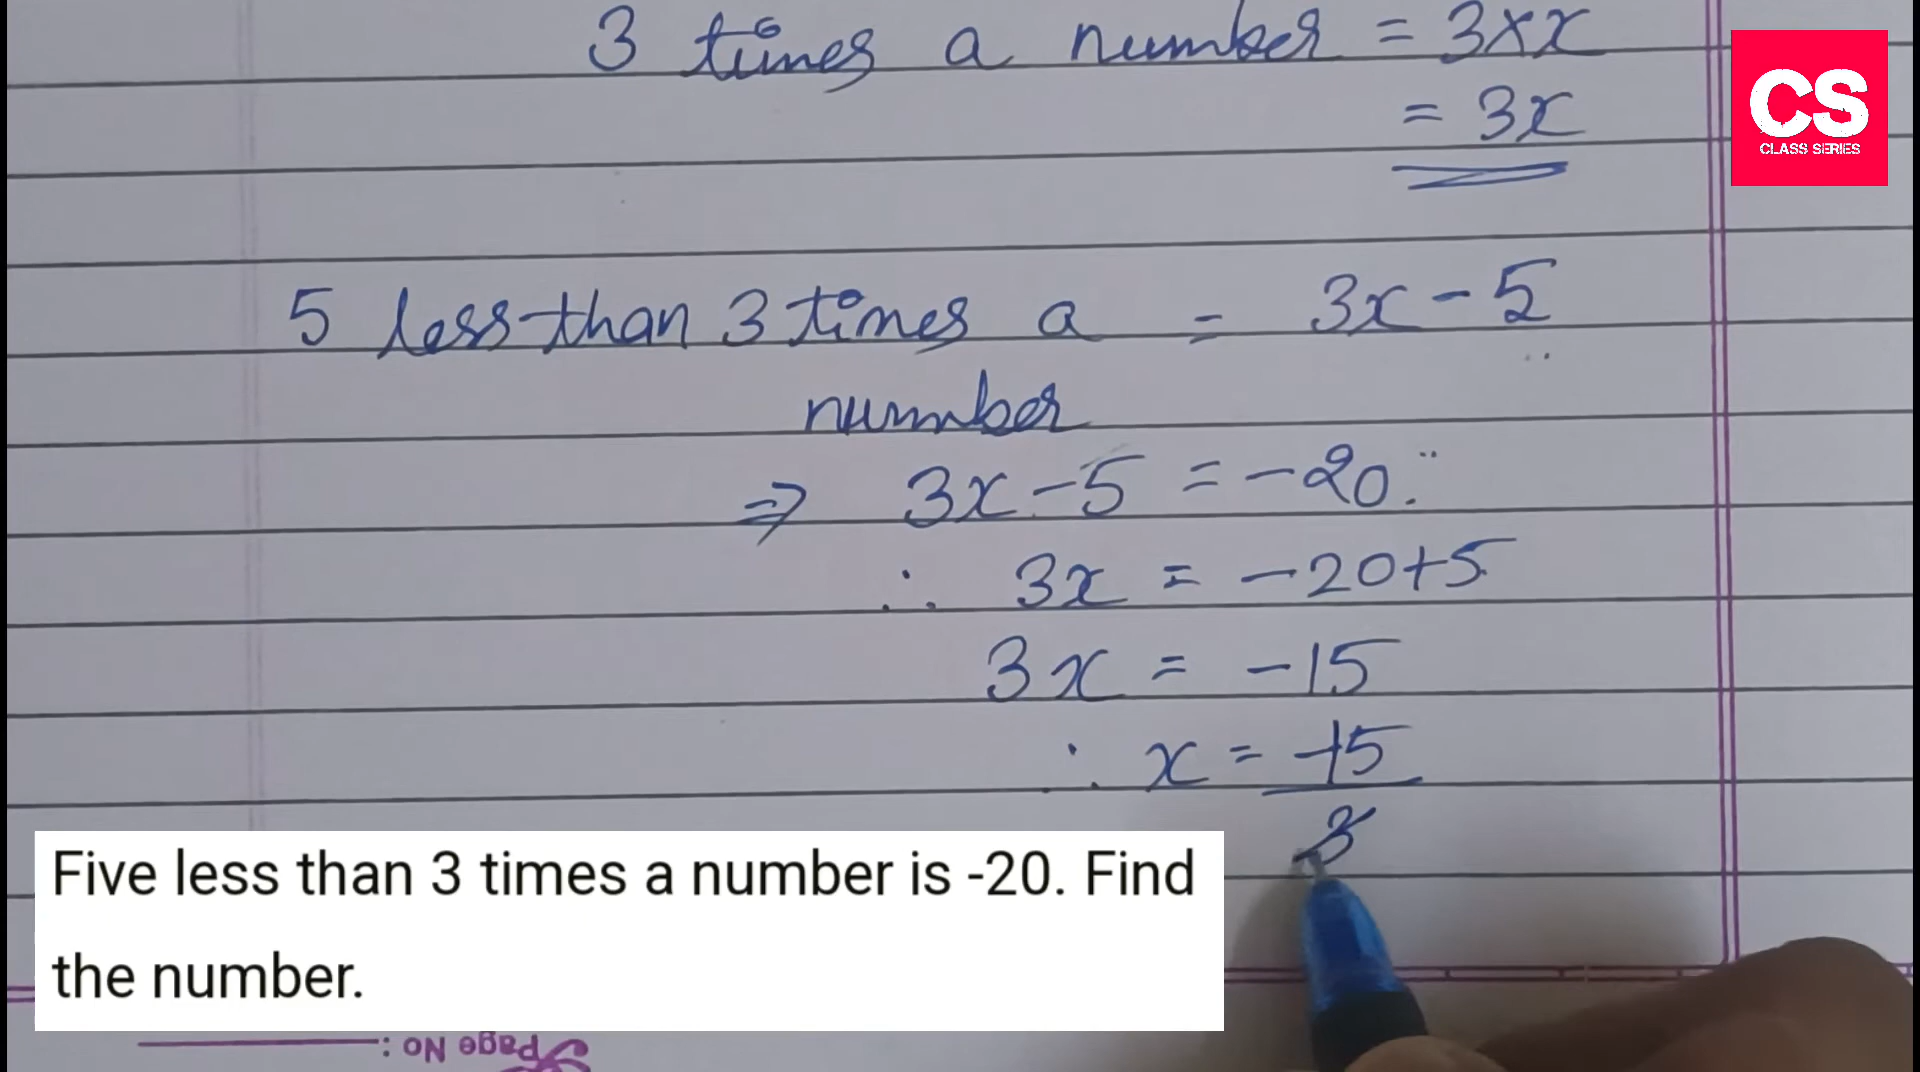 3 times a number = 3×x
= 3x
CS
CLASS SERIES
5 less than 3 times a = 3x - 5
number
⇒ 3x - 5 = -20
∴ 3x = -20+5
3x = -15
∴ x = -15
3
Five less than 3 times a number is -20. Find
the number.
Page No :